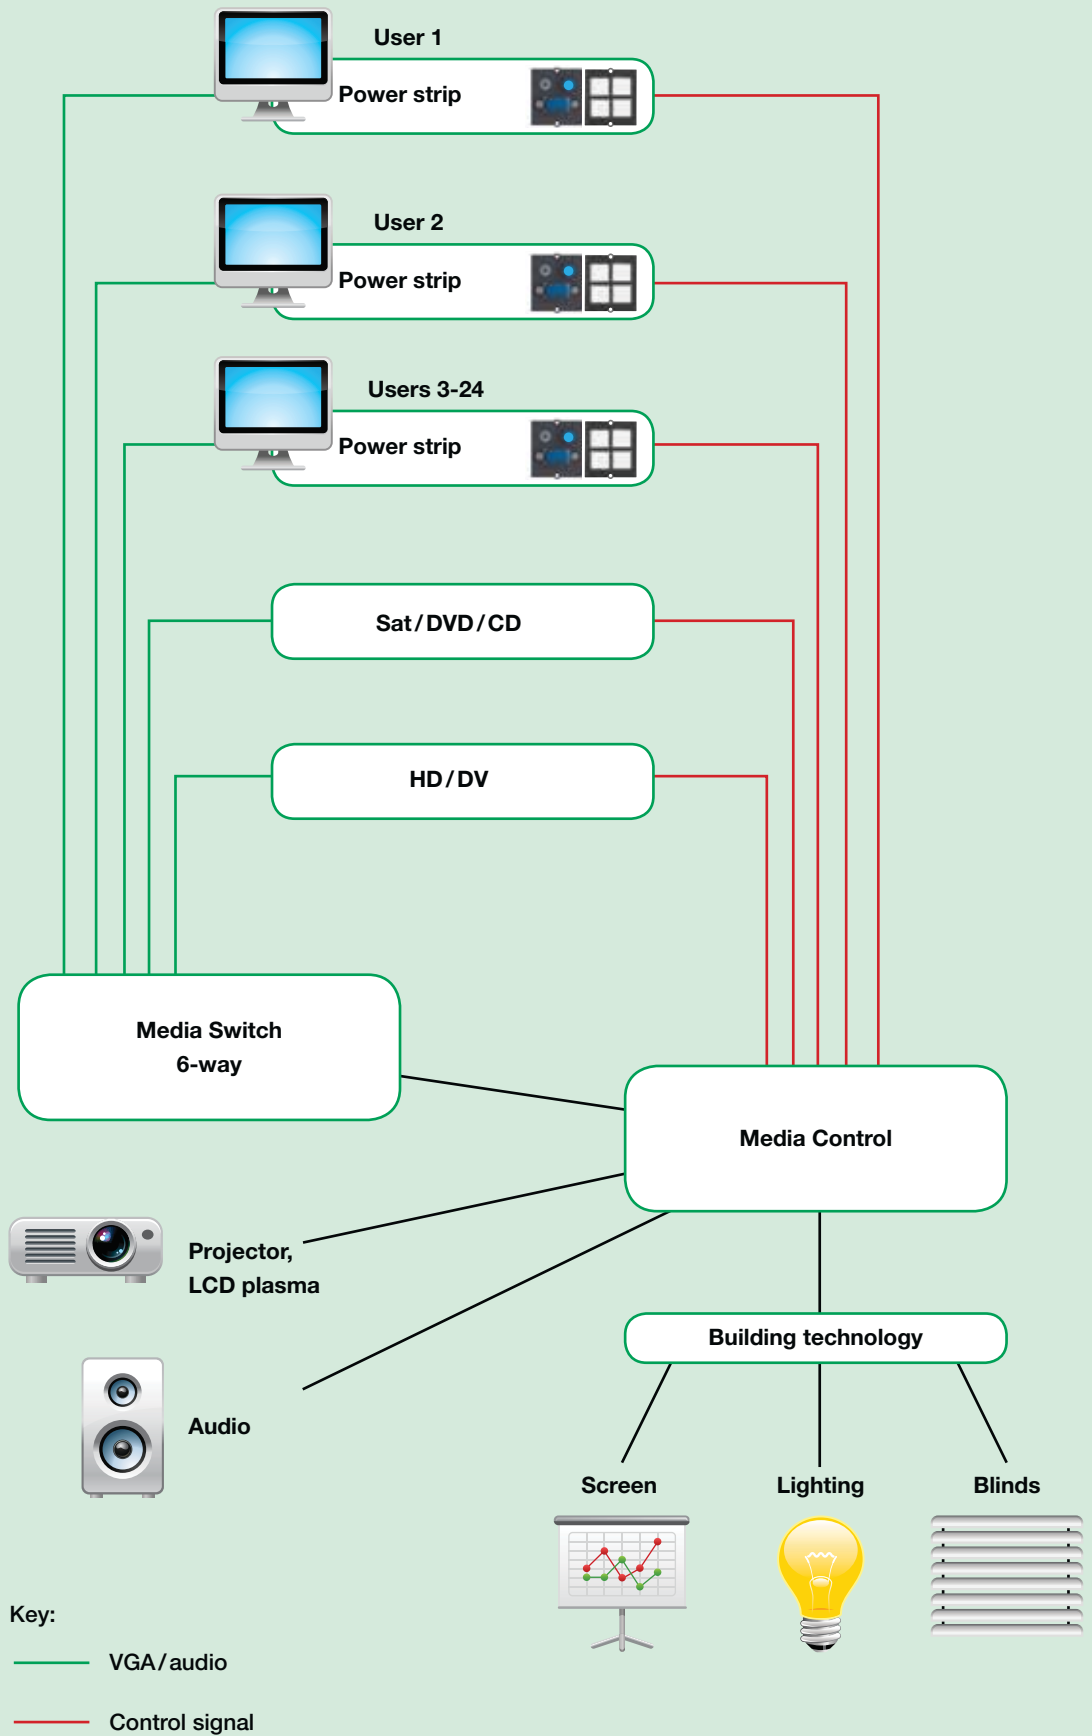 User 1
Power strip
User 2
Power strip
Users 3-24
Power strip
Sat/DVD/CD
HD/DV
Media Switch
6-way
Media Control
Projector,
LCD plasma
Building technology
Audio
Screen
Lighting
Blinds
Key:
VGA/audio
Control signal